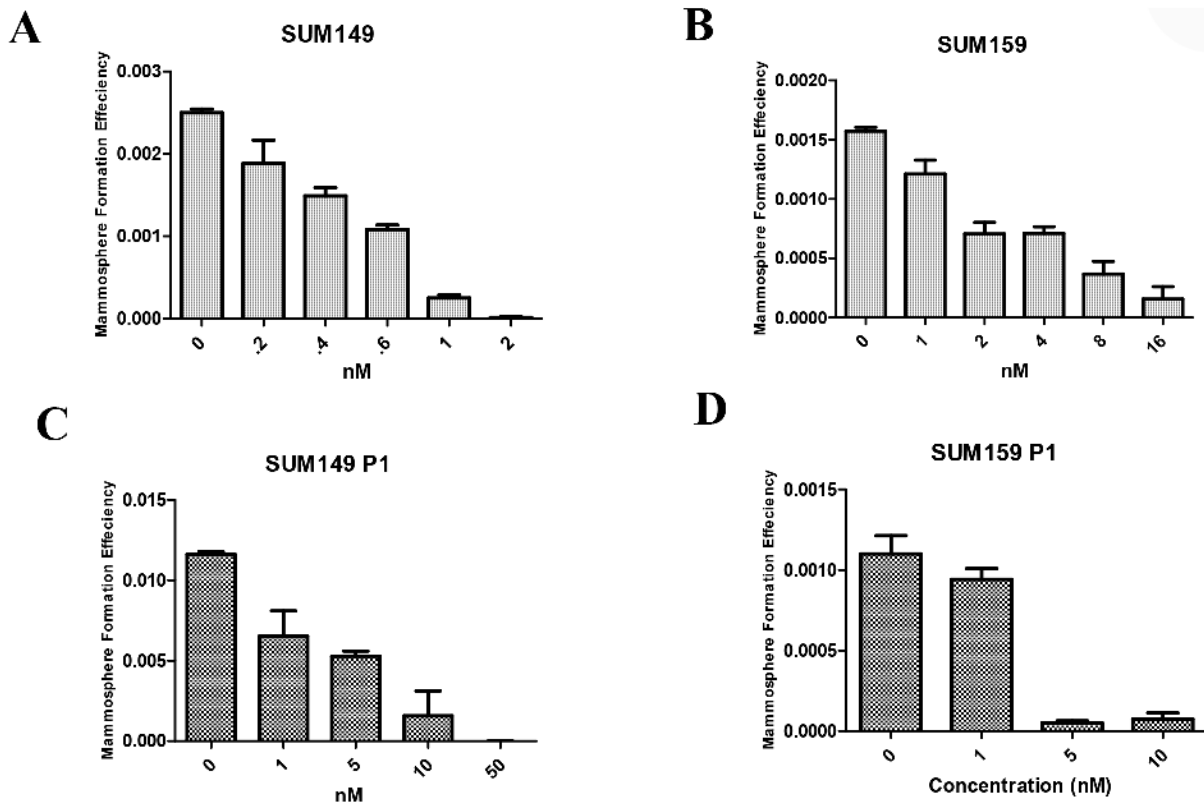 A
SUM149
Mammosphere Formation Effeciency
0.003
0.002
0.001
0.000
0 .2 .4 .6 1 2
nM
B
SUM159
Mammosphere Formation Effeciency
0.0020
0.0015
0.0010
0.0005
0.0000
0 1 2 4 8 16
nM
C
SUM149 P1
Mammosphere Formation Effeciency
0.015
0.010
0.005
0.000
0 1 5 10 50
nM
D
SUM159 P1
Mammosphere Formation Effeciency
0.0015
0.0010
0.0005
0.0000
0 1 5 10
Concentration (nM)